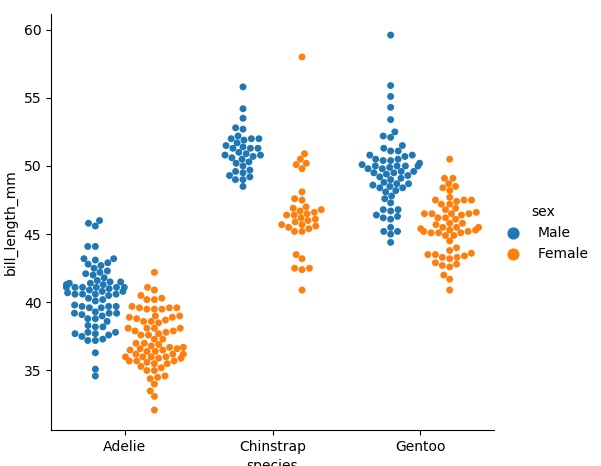 60
55
50
45
40
35
bill_length_mm
Adelie
Chinstrap
Gentoo
species
sex
Male
Female